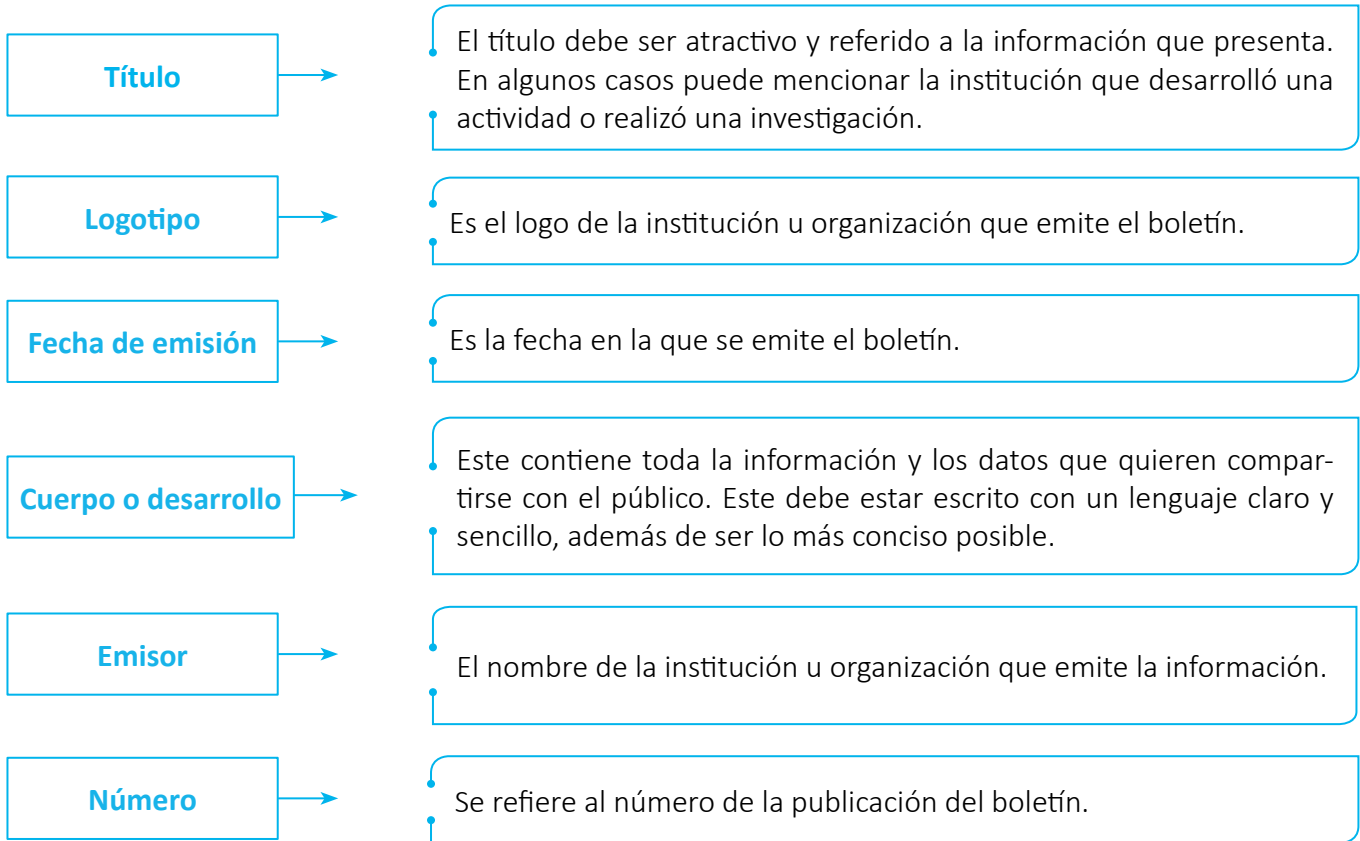 Título
El título debe ser atractivo y referido a la información que presenta.
En algunos casos puede mencionar la institución que desarrolló una
actividad o realizó una investigación.
Logotipo
Es el logo de la institución u organización que emite el boletín.
Fecha de emisión
Es la fecha en la que se emite el boletín.
Cuerpo o desarrollo
Este contiene toda la información y los datos que quieren compar-
tirse con el público. Este debe estar escrito con un lenguaje claro y
sencillo, además de ser lo más conciso posible.
Emisor
El nombre de la institución u organización que emite la información.
Número
Se refiere al número de la publicación del boletín.